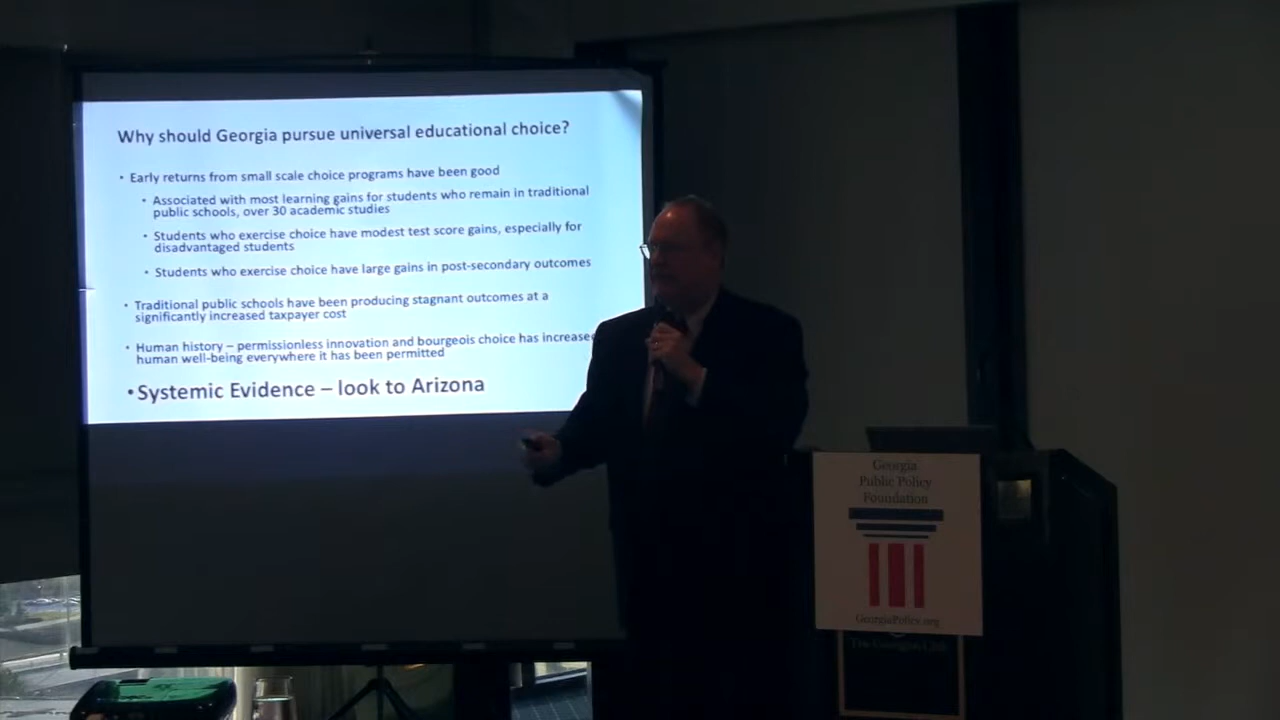 Why should Georgia pursue universal educational choice?
• Early returns from small scale choice programs have been good
• Associated with most learning gains for students who remain in traditional
public schools, over 30 academic studies
• Students who exercise choice have modest test score gains, especially for
disadvantaged students
• Students who exercise choice have large gains in post-secondary outcomes
• Traditional public schools have been producing stagnant outcomes at a
significantly increased taxpayer cost
• Human history – permissionless innovation and bourgeois choice has increase
human well-being everywhere it has been permitted
• Systemic Evidence – look to Arizona
Georgia
Public Policy
Foundation
GeorgiaPolicy.org